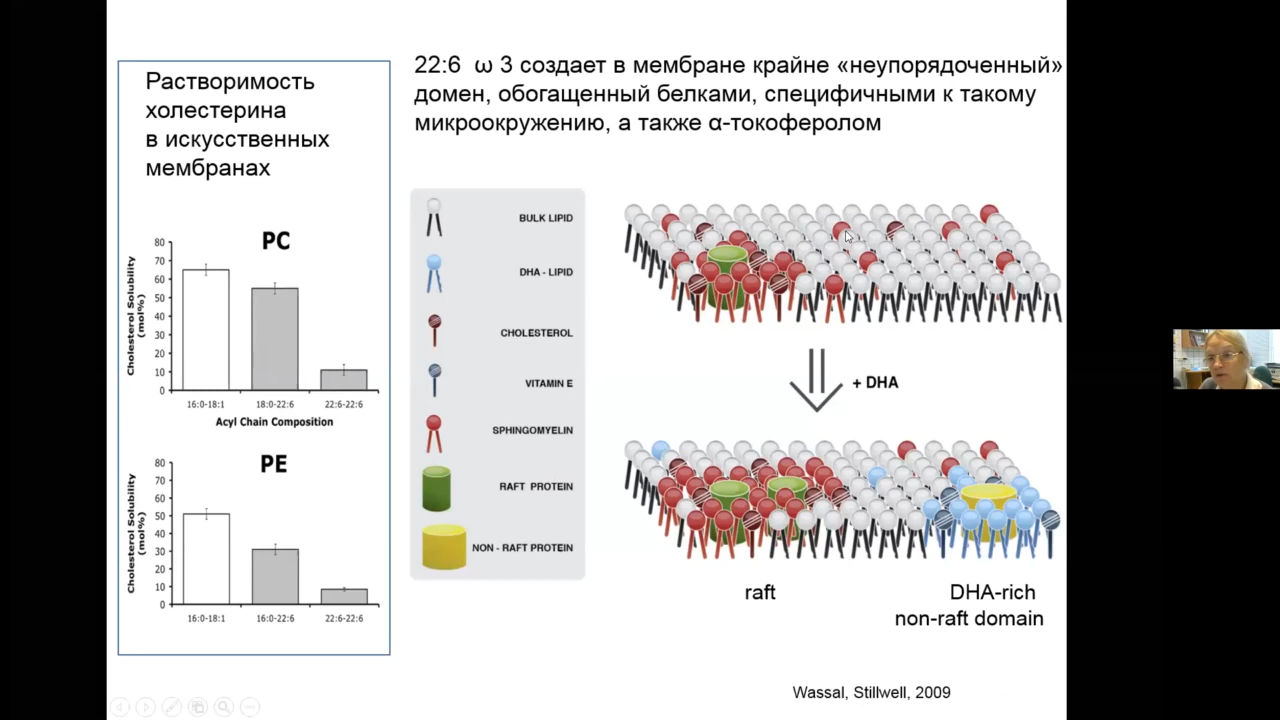 Растворимость
холестерина
в искусственных
мембранах
PC
Cholesterol Solubility
(mol%)
80
70
60
50
40
30
20
10
0
16:0-18:1 18:0-22:6 22:6-22:6
Acyl Chain Composition
PE
Cholesterol Solubility
(mol%)
80
70
60
50
40
30
20
10
0
16:0-18:1 16:0-22:6 22:6-22:6
22:6 ω 3 создает в мембране крайне «неупорядоченный»
домен, обогащенный белками, специфичными к такому
микроокружению, а также α-токоферолом
BULK LIPID
DHA - LIPID
CHOLESTEROL
VITAMIN E
SPHINGOMYELIN
RAFT PROTEIN
NON - RAFT PROTEIN
+ DHA
raft
DHA-rich
non-raft domain
Wassal, Stillwell, 2009